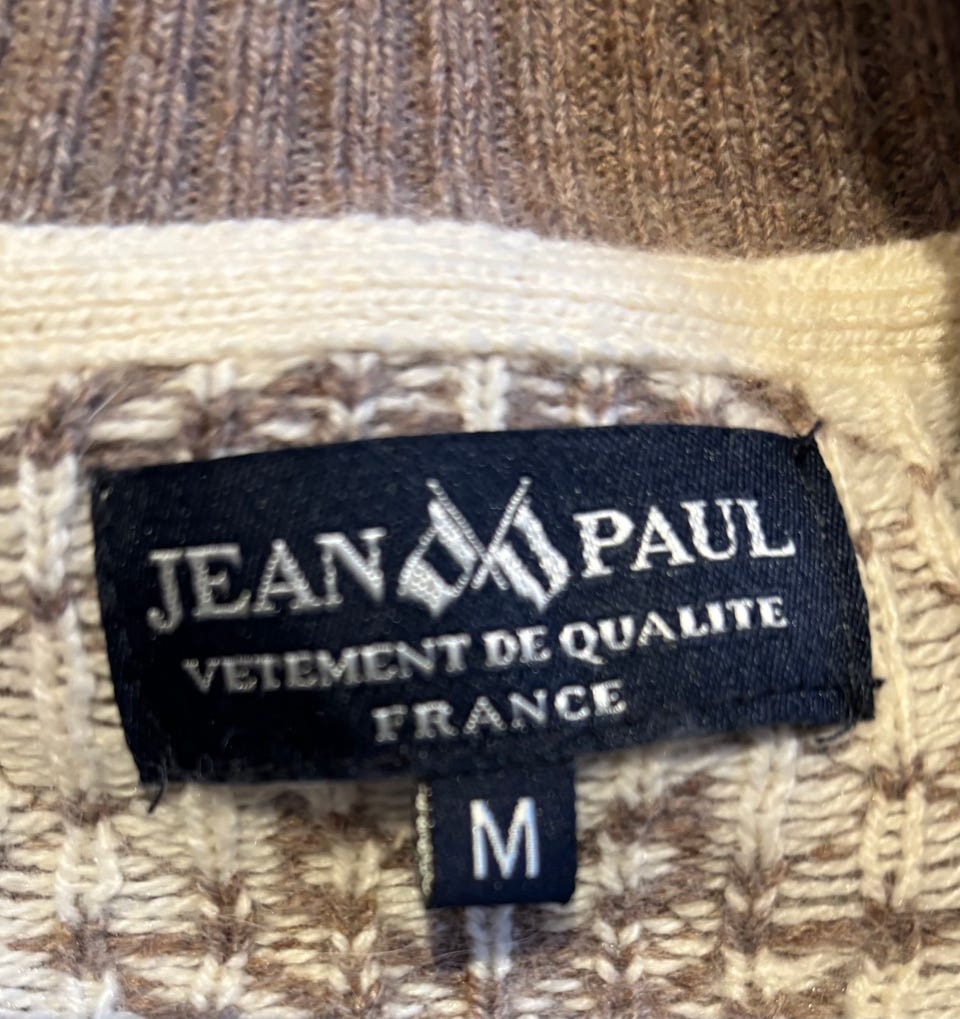 JEAN PAUL
VETEMENT DE QUALITE
FRANCE
M